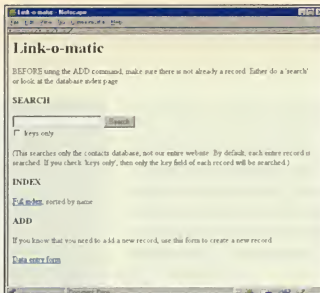 Link-o-matic - Netscape
Link-o-matic
BEFORE using the ADD command, make sure there is not already a record. Either do a 'search'
or look at the database index page
SEARCH
Search
keys only
(This searches only the contacts database, not our entire website. By default, each entire record is
searched. If you check 'keys only', then only the key field of each record will be searched.)
INDEX
Full index, sorted by name
ADD
If you know that you need to add a new record, use this form to create a new record
Data entry form